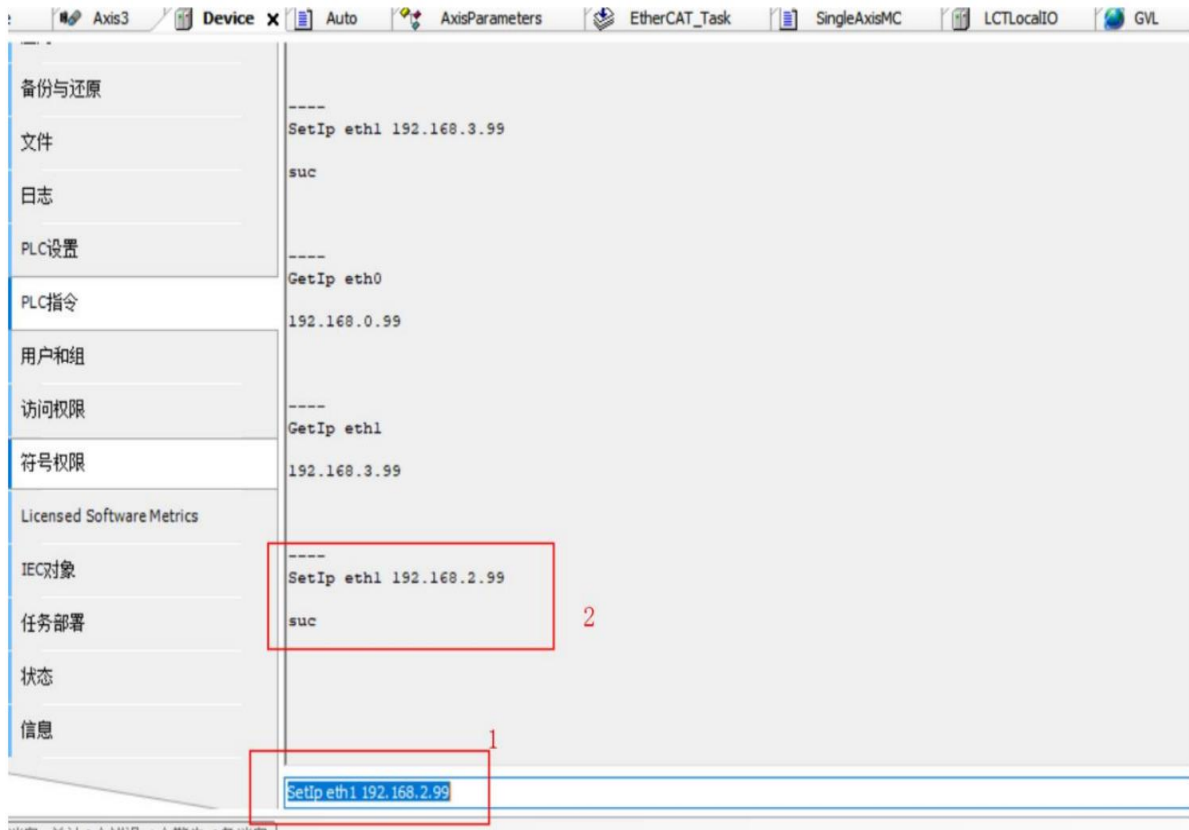 Axis3 Device Auto AxisParameters EtherCAT_Task SingleAxisMC LCTLocalIO GVL
备份与还原
文件
日志
PLC设置
PLC指令
用户和组
访问权限
符号权限
Licensed Software Metrics
IEC对象
任务部署
状态
信息
----
SetIp eth1 192.168.3.99
suc
----
GetIp eth0
192.168.0.99
----
GetIp eth1
192.168.3.99
----
SetIp eth1 192.168.2.99
suc
2
1
SetIp eth1 192.168.2.99